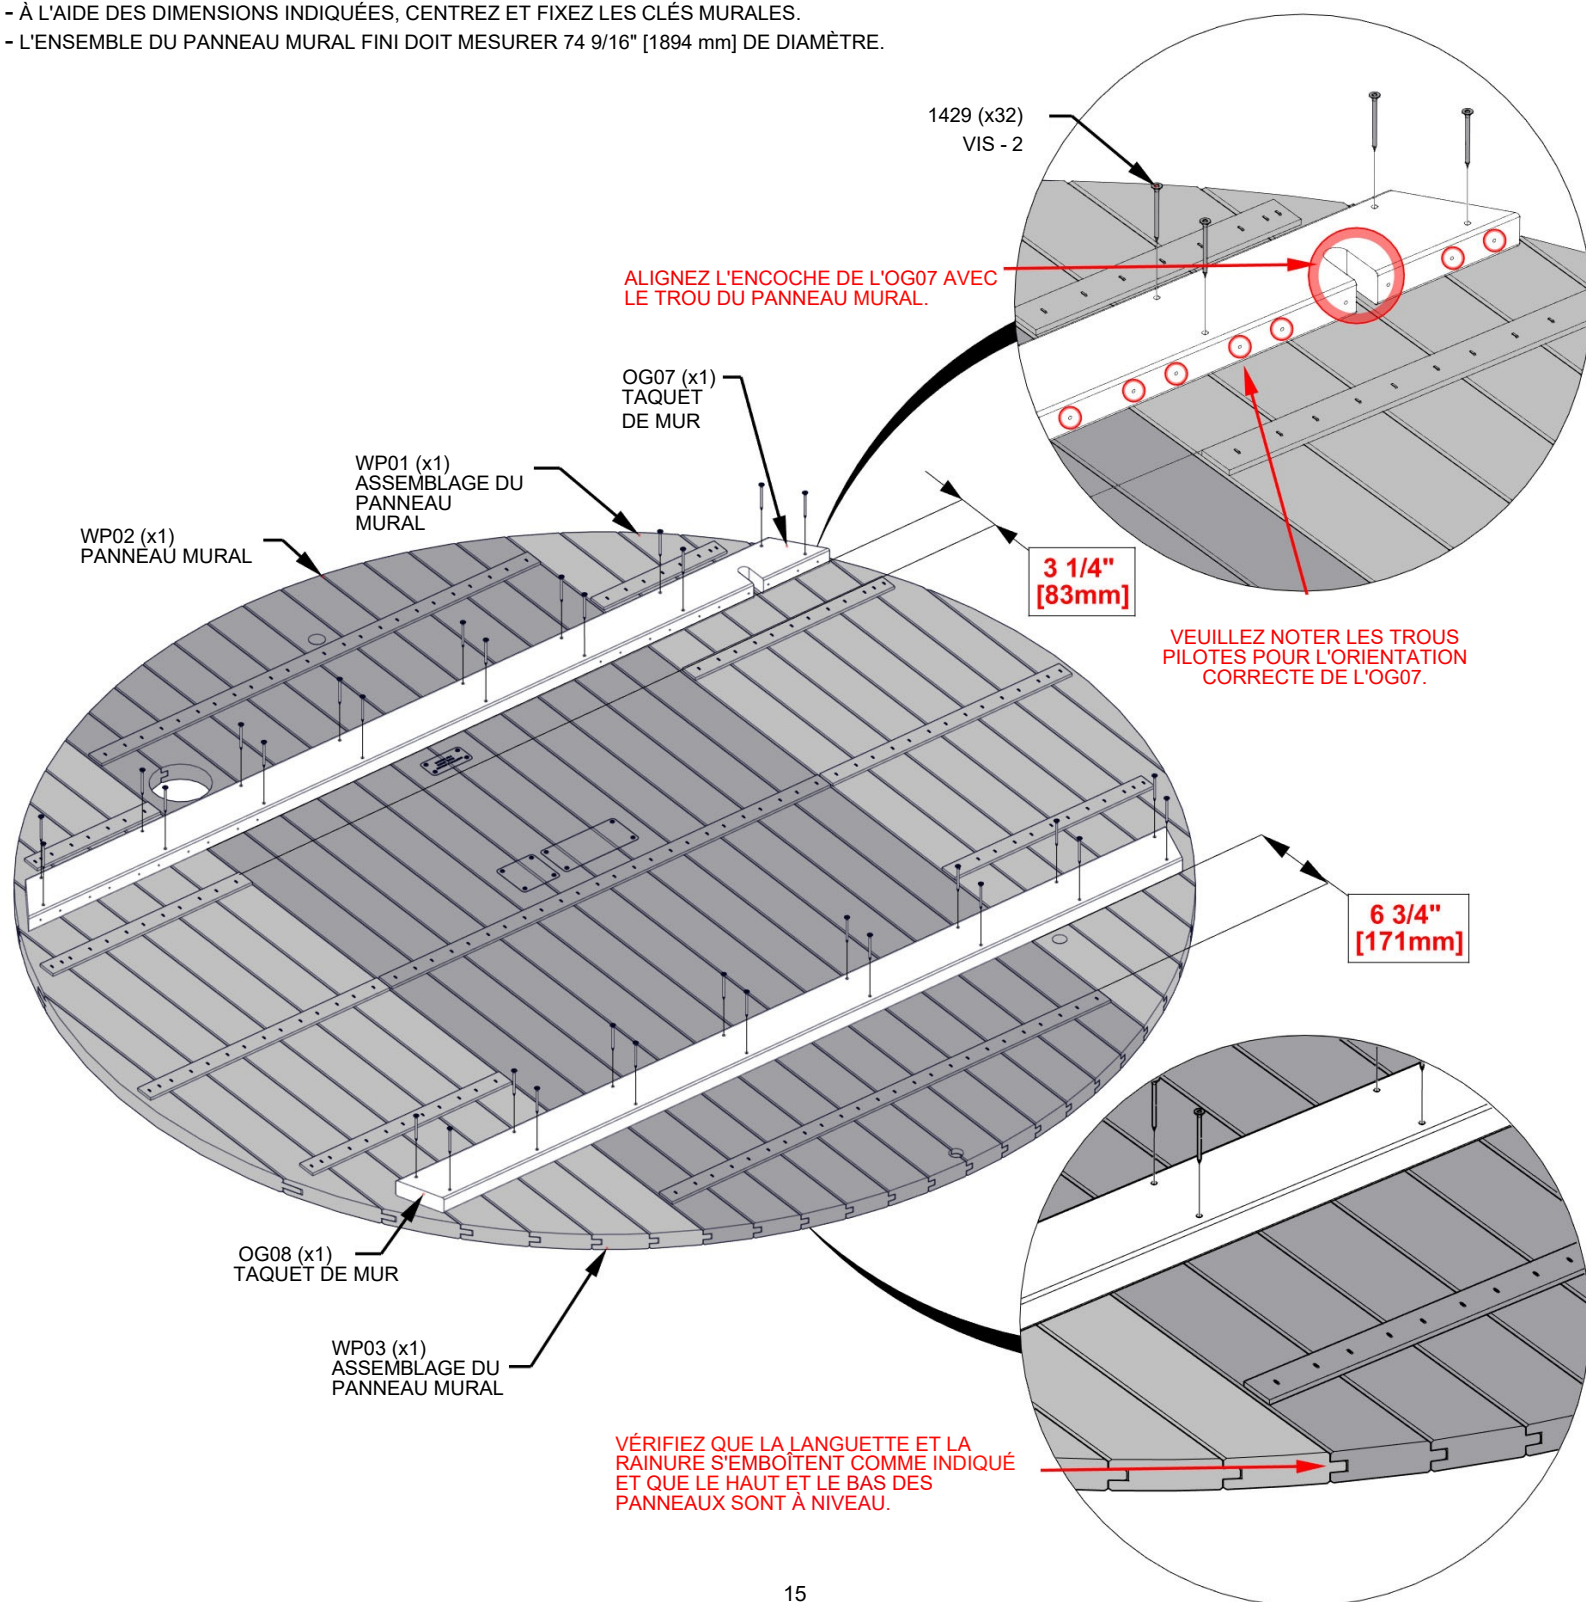 - À L'AIDE DES DIMENSIONS INDIQUÉES, CENTREZ ET FIXEZ LES CLÉS MURALES.
- L'ENSEMBLE DU PANNEAU MURAL FINI DOIT MESURER 74 9/16" [1894 mm] DE DIAMÈTRE.
1429 (x32)
VIS - 2
ALIGNEZ L'ENCOCHE DE L'OG07 AVEC
LE TROU DU PANNEAU MURAL.
OG07 (x1)
TAQUET
DE MUR
WP01 (x1)
ASSEMBLAGE DU
PANNEAU
MURAL
WP02 (x1)
PANNEAU MURAL
3 1/4"
[83mm]
VEUILLEZ NOTER LES TROUS
PILOTES POUR L'ORIENTATION
CORRECTE DE L'OG07.
6 3/4"
[171mm]
OG08 (x1)
TAQUET DE MUR
WP03 (x1)
ASSEMBLAGE DU
PANNEAU MURAL
VÉRIFIEZ QUE LA LANGUETTE ET LA
RAINURE S'EMBOÎTENT COMME INDIQUÉ
ET QUE LE HAUT ET LE BAS DES
PANNEAUX SONT À NIVEAU.
15